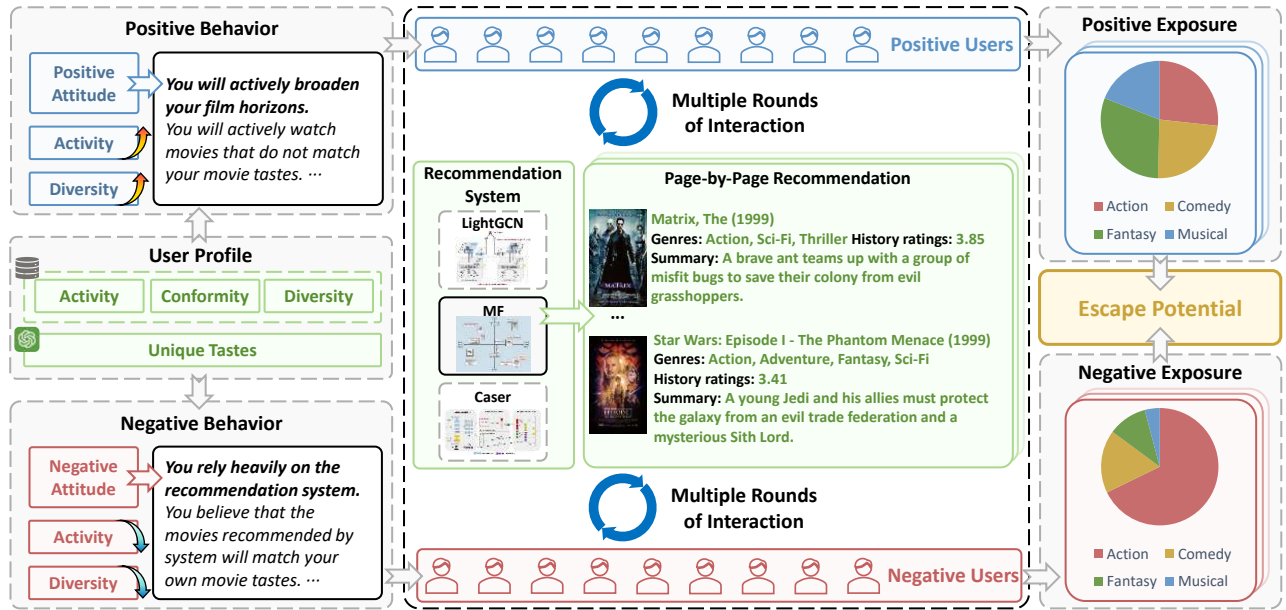 Positive Behavior
Positive
Attitude
Activity
Diversity
You will actively broaden
your film horizons.
You will actively watch
movies that do not match
your movie tastes. ···
User Profile
Activity
Conformity
Diversity
Unique Tastes
Negative Behavior
Negative
Attitude
Activity
Diversity
You rely heavily on the
recommendation system.
You believe that the
movies recommended by
system will match your
own movie tastes. ···
Positive Users
Multiple Rounds
of Interaction
Recommendation
System
LightGCN
MF
Caser
Page-by-Page Recommendation
Matrix, The (1999)
Genres: Action, Sci-Fi, Thriller History ratings: 3.85
Summary: A brave ant teams up with a group of
misfit bugs to save their colony from evil
grasshoppers.
...
Star Wars: Episode I - The Phantom Menace (1999)
Genres: Action, Adventure, Fantasy, Sci-Fi
History ratings: 3.41
Summary: A young Jedi and his allies must protect
the galaxy from an evil trade federation and a
mysterious Sith Lord.
Multiple Rounds
of Interaction
Negative Users
Positive Exposure
Action
Comedy
Fantasy
Musical
Escape Potential
Negative Exposure
Action
Comedy
Fantasy
Musical